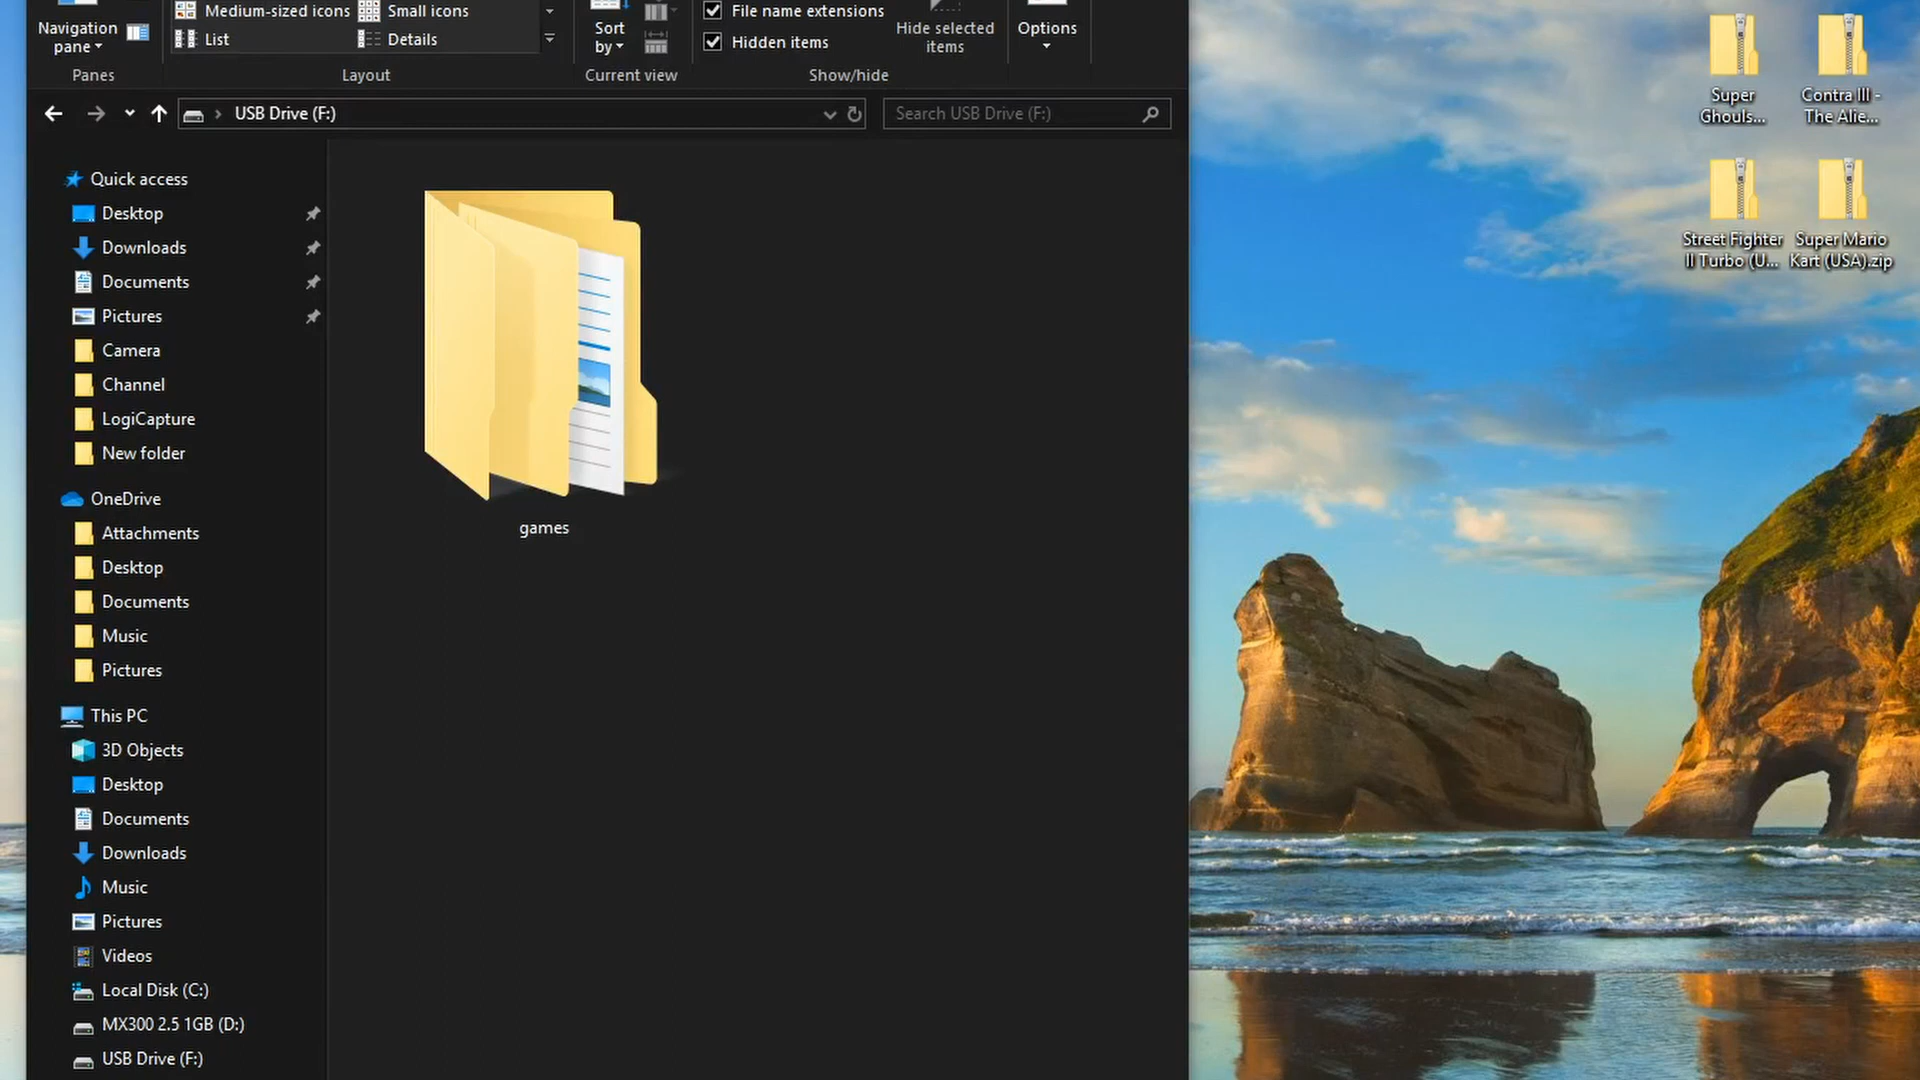 Navigation
pane
Panes
Medium-sized icons
Small icons
List
Details
Layout
Sort
by
Current view
File name extensions
Hidden items
Hide selected
items
Show/hide
Options
USB Drive (F:)
Search USB Drive (F:)
Quick access
Desktop
Downloads
Documents
Pictures
Camera
Channel
LogiCapture
New folder
OneDrive
Attachments
Desktop
Documents
Music
Pictures
This PC
3D Objects
Desktop
Documents
Downloads
Music
Pictures
Videos
Local Disk (C:)
MX300 2.5 1GB (D:)
USB Drive (F:)
games
Super
Ghouls...
Contra III -
The Alie...
Street Fighter
II Turbo (U...
Super Mario
Kart (USA).zip